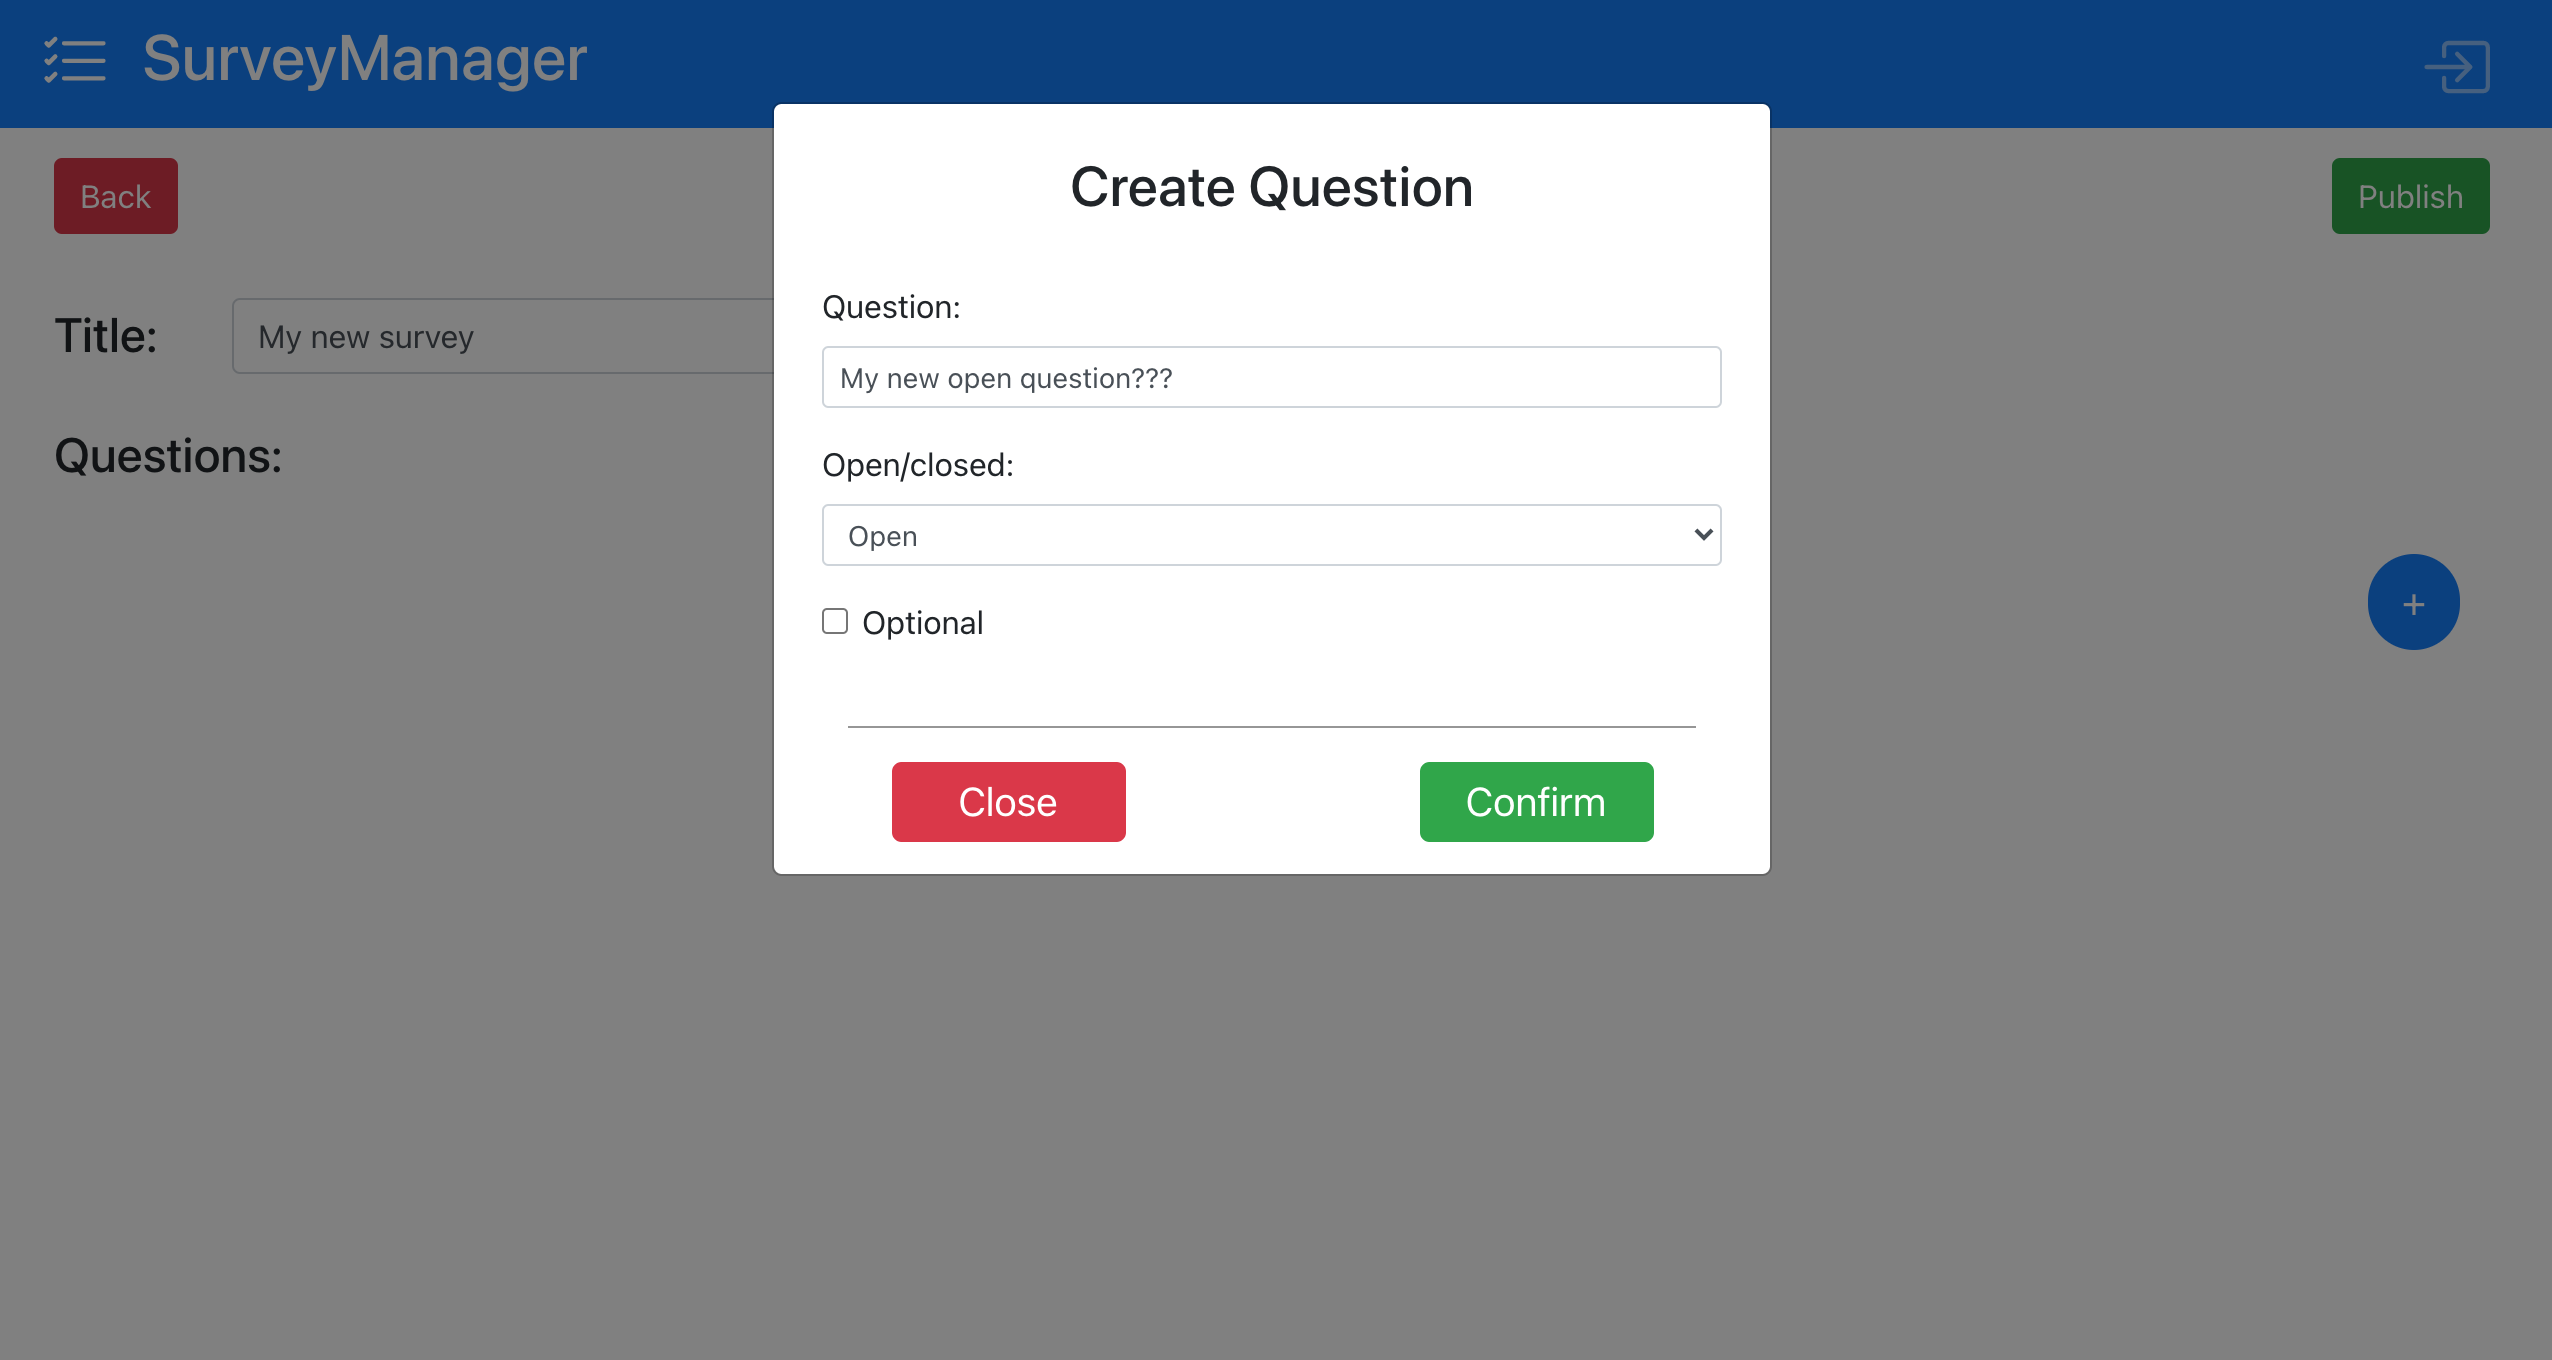 SurveyManager
Back
Publish
Title:
My new survey
Questions:
+
Create Question
Question:
My new open question???
Open/closed:
Open
Optional
Close
Confirm